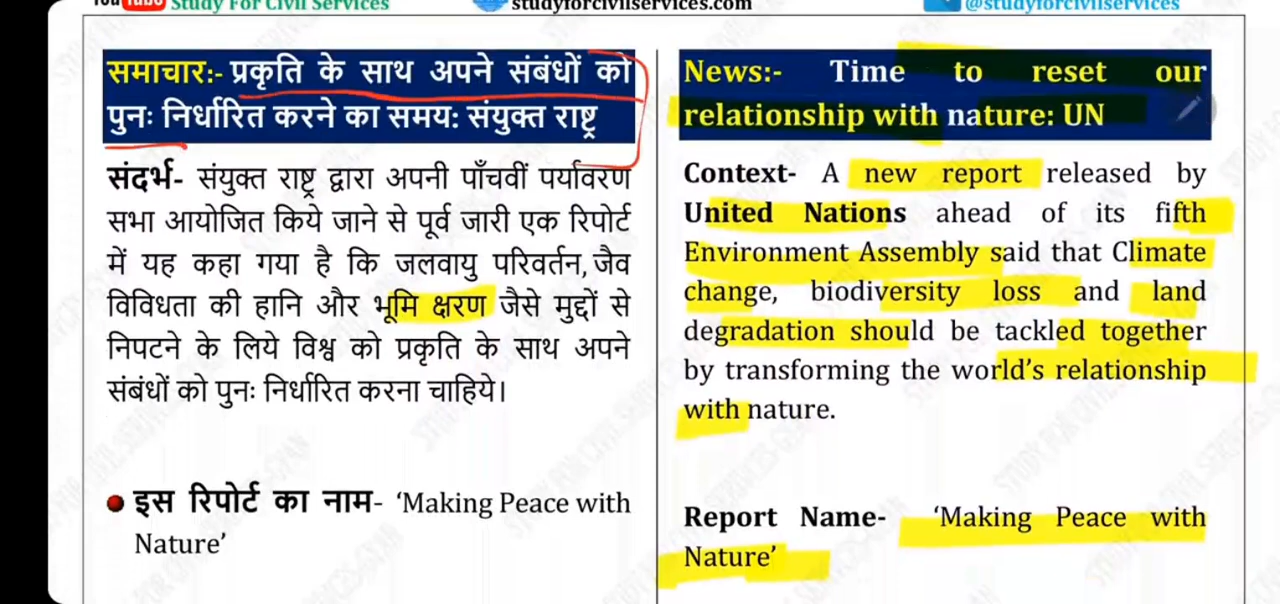 YouTube Study For Civil Services
studyforcivilservices.com
@studyforcivilservices
समाचार:- प्रकृति के साथ अपने संबंधों को
पुनः निर्धारित करने का समय: संयुक्त राष्ट्र
संदर्भ- संयुक्त राष्ट्र द्वारा अपनी पाँचवीं पर्यावरण
सभा आयोजित किये जाने से पूर्व जारी एक रिपोर्ट
में यह कहा गया है कि जलवायु परिवर्तन, जैव
विविधता की हानि और भूमि क्षरण जैसे मुद्दों से
निपटने के लिये विश्व को प्रकृति के साथ अपने
संबंधों को पुनः निर्धारित करना चाहिये।
इस रिपोर्ट का नाम- ‘Making Peace with
Nature’
News:- Time to reset our
relationship with nature: UN
Context- A new report released by
United Nations ahead of its fifth
Environment Assembly said that Climate
change, biodiversity loss and land
degradation should be tackled together
by transforming the world’s relationship
with nature.
Report Name- ‘Making Peace with
Nature’